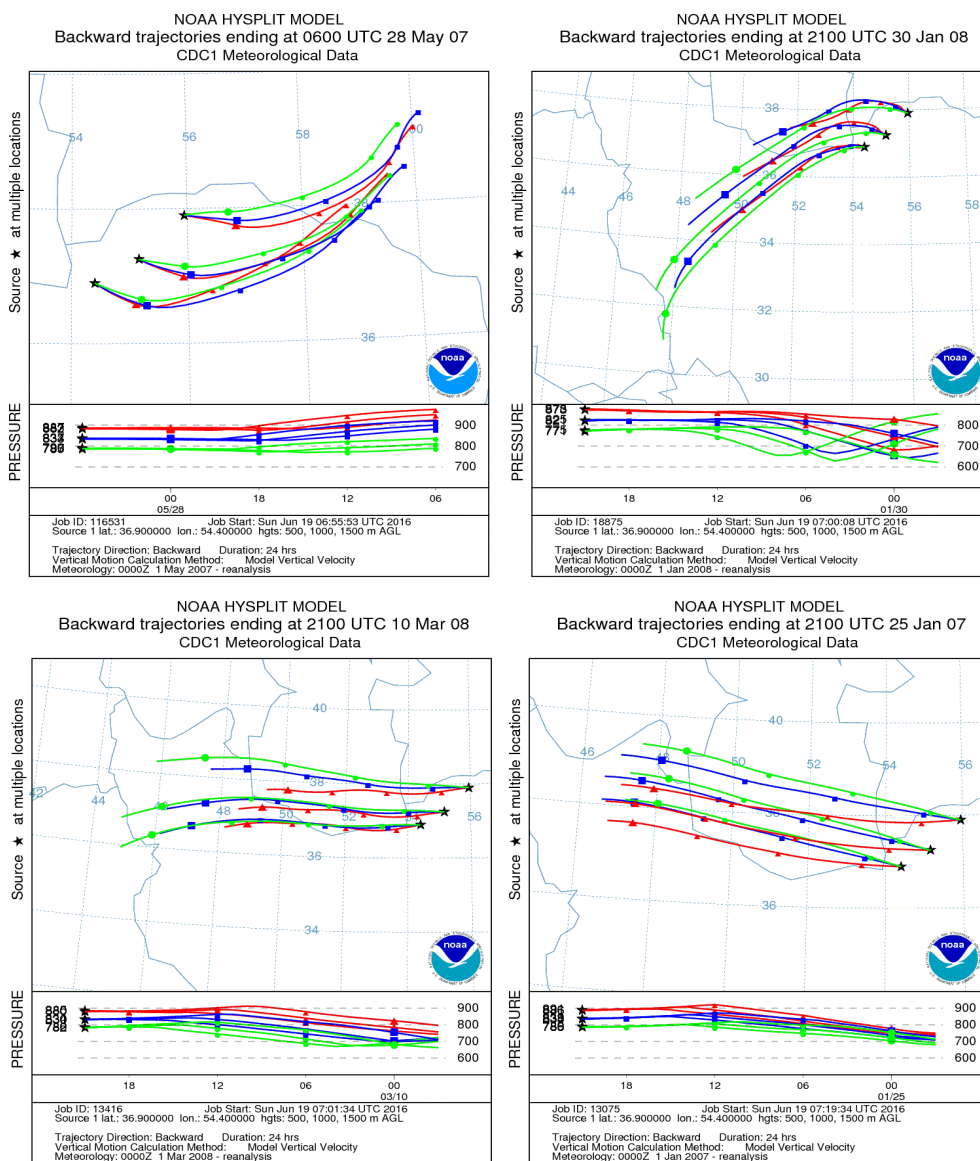 NOAA HYSPLIT MODEL
Backward trajectories ending at 0600 UTC 28 May 07
CDC1 Meteorological Data
Source ★ at multiple locations
54
56
58
60
38
36
noaa
PRESSURE
900
800
700
00
18
12
06
05/28
Job ID: 116531 Job Start: Sun Jun 19 06:55:53 UTC 2016
Source 1 lat.: 36.900000 lon.: 54.400000 hgts: 500, 1000, 1500 m AGL
Trajectory Direction: Backward Duration: 24 hrs
Vertical Motion Calculation Method: Model Vertical Velocity
Meteorology: 0000Z 1 May 2007 - reanalysis
NOAA HYSPLIT MODEL
Backward trajectories ending at 2100 UTC 30 Jan 08
CDC1 Meteorological Data
Source ★ at multiple locations
38
44
46
48
36
50
52
54
56
58
34
32
30
noaa
PRESSURE
800
700
600
18
12
06
00
01/30
Job ID: 18875 Job Start: Sun Jun 19 07:00:08 UTC 2016
Source 1 lat.: 36.900000 lon.: 54.400000 hgts: 500, 1000, 1500 m AGL
Trajectory Direction: Backward Duration: 24 hrs
Vertical Motion Calculation Method: Model Vertical Velocity
Meteorology: 0000Z 1 Jan 2008 - reanalysis
NOAA HYSPLIT MODEL
Backward trajectories ending at 2100 UTC 10 Mar 08
CDC1 Meteorological Data
Source ★ at multiple locations
40
38
42
44
46
48
50
52
56
36
34
noaa
PRESSURE
900
800
700
600
18
12
06
00
03/10
Job ID: 13416 Job Start: Sun Jun 19 07:01:34 UTC 2016
Source 1 lat.: 36.900000 lon.: 54.400000 hgts: 500, 1000, 1500 m AGL
Trajectory Direction: Backward Duration: 24 hrs
Vertical Motion Calculation Method: Model Vertical Velocity
Meteorology: 0000Z 1 Mar 2008 - reanalysis
NOAA HYSPLIT MODEL
Backward trajectories ending at 2100 UTC 25 Jan 07
CDC1 Meteorological Data
Source ★ at multiple locations
40
46
48
50
52
54
56
38
36
noaa
PRESSURE
900
800
700
600
18
12
06
00
01/25
Job ID: 13075 Job Start: Sun Jun 19 07:19:34 UTC 2016
Source 1 lat.: 36.900000 lon.: 54.400000 hgts: 500, 1000, 1500 m AGL
Trajectory Direction: Backward Duration: 24 hrs
Vertical Motion Calculation Method: Model Vertical Velocity
Meteorology: 0000Z 1 Jan 2007 - reanalysis